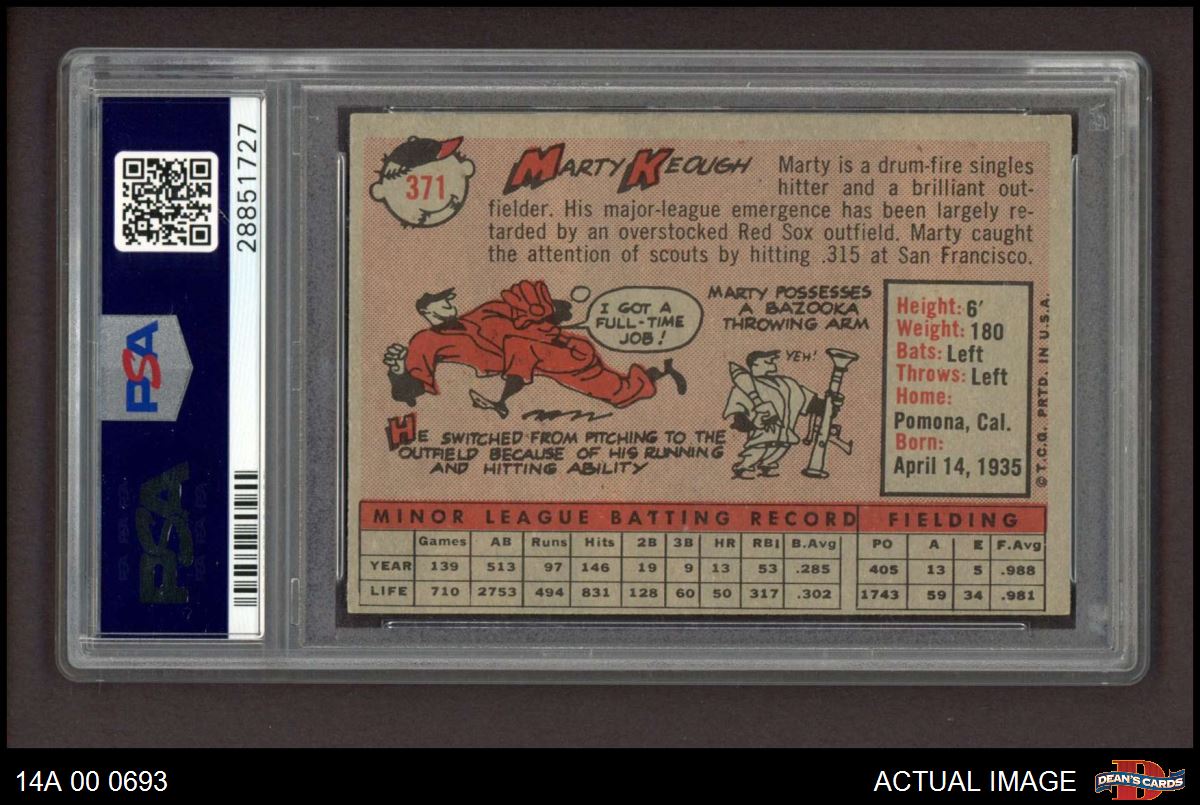 28851727
PSA
PSA
371
MARTY KEOUGH
Marty is a drum-fire singles
hitter and a brilliant out-
fielder. His major-league emergence has been largely re-
tarded by an overstocked Red Sox outfield. Marty caught
the attention of scouts by hitting .315 at San Francisco.
I GOT A
FULL-TIME
JOB!
HE SWITCHED FROM PITCHING TO THE
OUTFIELD BECAUSE OF HIS RUNNING
AND HITTING ABILITY
MARTY POSSESSES
A BAZOOKA
THROWING ARM
YEH!
Height: 6'
Weight: 180
Bats: Left
Throws: Left
Home:
Pomona, Cal.
Born:
April 14, 1935
© T.C.G. PRTD. IN U.S.A.
MINOR LEAGUE BATTING RECORD FIELDING
Games AB Runs Hits 2B 3B HR RBI B.Avg PO A E F.Avg
YEAR 139 513 97 146 19 9 13 53 .285 405 13 5 .988
LIFE 710 2753 494 831 128 60 50 317 .302 1743 59 34 .981
14A 00 0693
ACTUAL IMAGE
DEAN'S CARDS